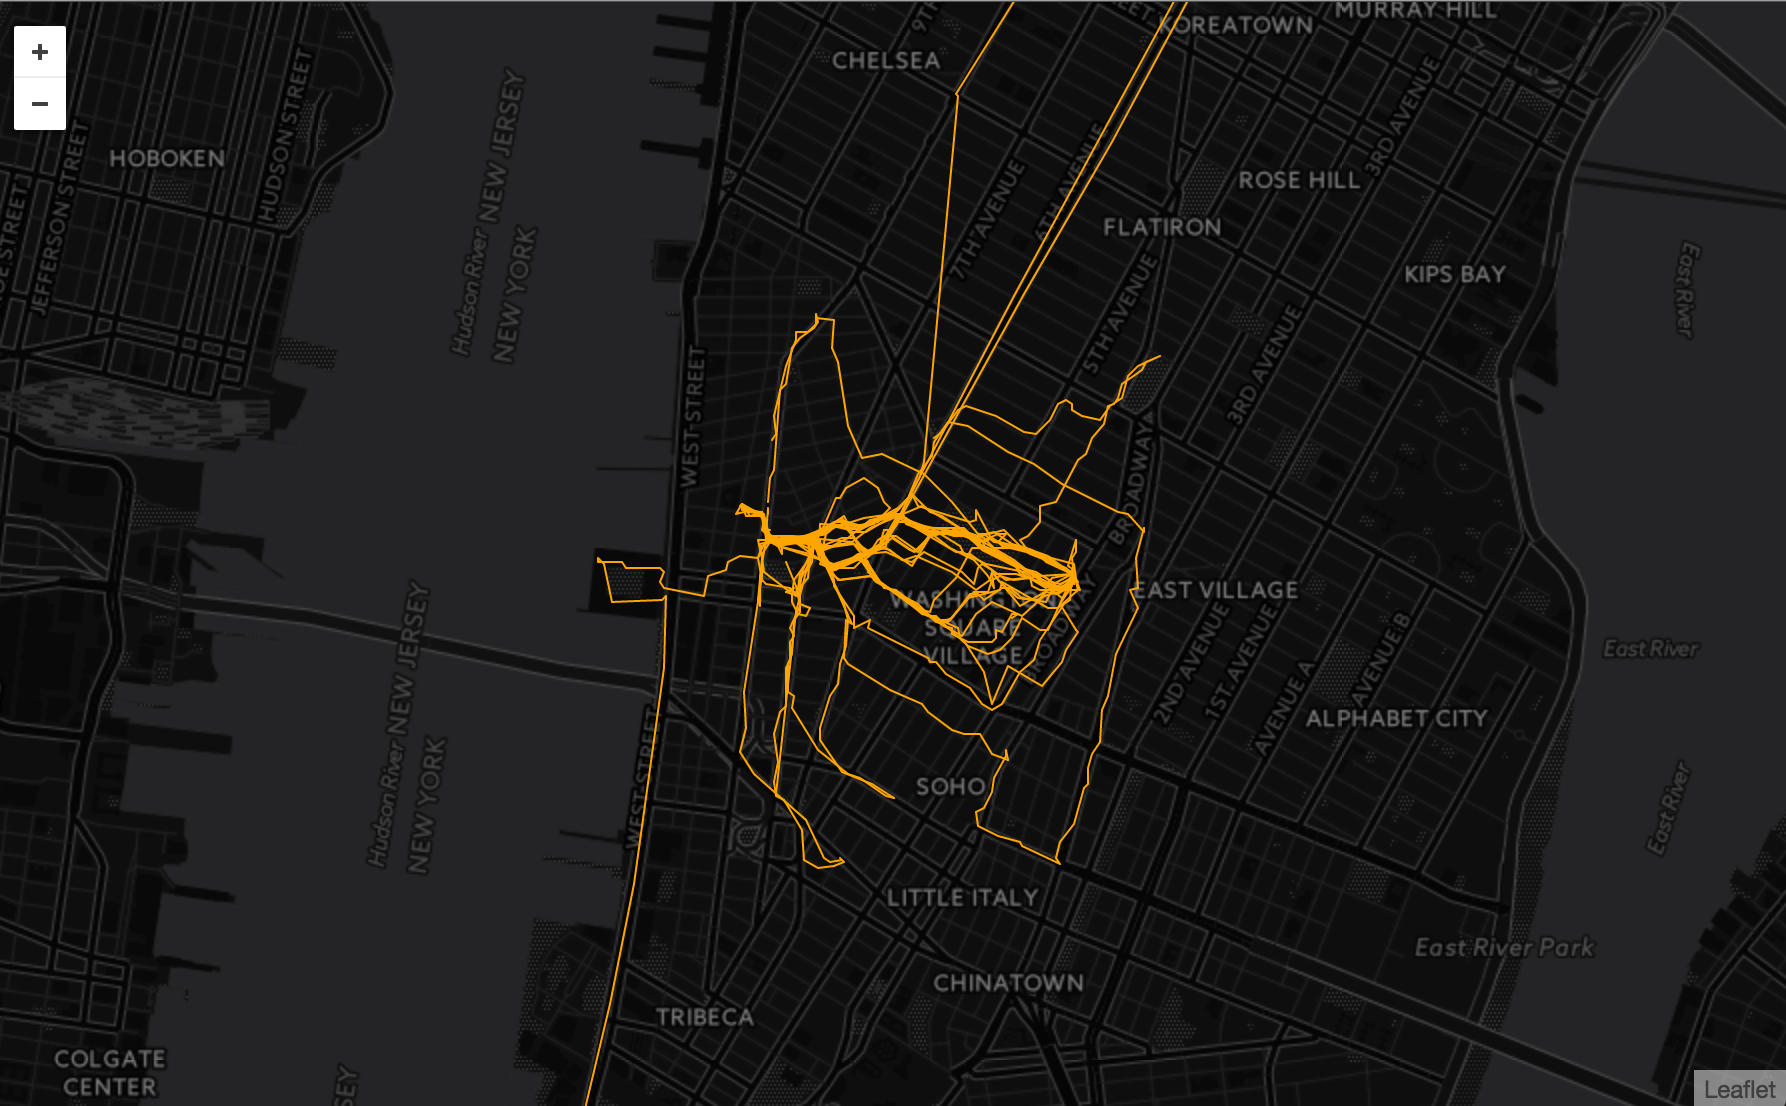 +
−
MURRAY HILL
KOREATOWN
9TH
CHELSEA
HOBOKEN
HUDSON STREET
JEFFERSON STREET
Hudson River NEW JERSEY
NEW YORK
3RD AVENUE
ROSE HILL
6TH AVENUE
7TH AVENUE
FLATIRON
KIPS BAY
East River
5TH AVENUE
3RD AVENUE
WEST STREET
BROADWAY
EAST VILLAGE
WASHINGTON
SQUARE
VILLAGE
BROADWAY
2ND AVENUE
1ST AVENUE
AVENUE A
AVENUE B
East River
ALPHABET CITY
Hudson River NEW JERSEY
NEW YORK
WEST STREET
SOHO
East River
LITTLE ITALY
East River Park
CHINATOWN
TRIBECA
COLGATE
CENTER
Leaflet